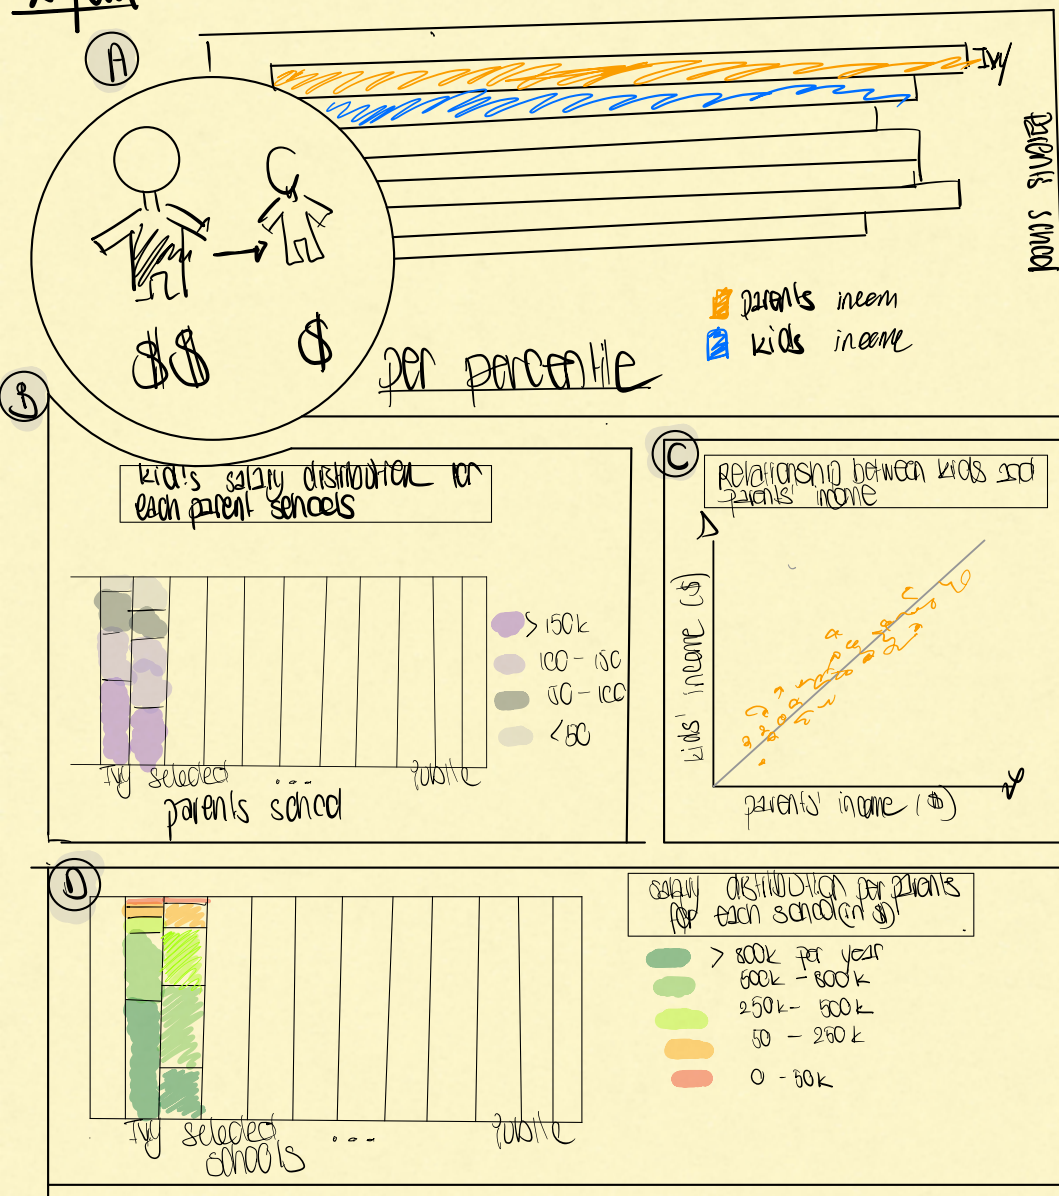 A
Ivy
parents school
$$ $
parents incom
kids income
per percentile
B
kid's salary distribution for
each parent schools
> 150k
100 - 150
50 - 100
<50
Ivy selected ... public
parents school
C
Relationship between kids and
parents' income
kids' income ($)
parents' income ($)
D
salary distribution per parents
for each school (in $)
> 800k per year
500k - 800k
250k - 500k
50 - 250k
0 - 50k
Ivy selected ... public
schools